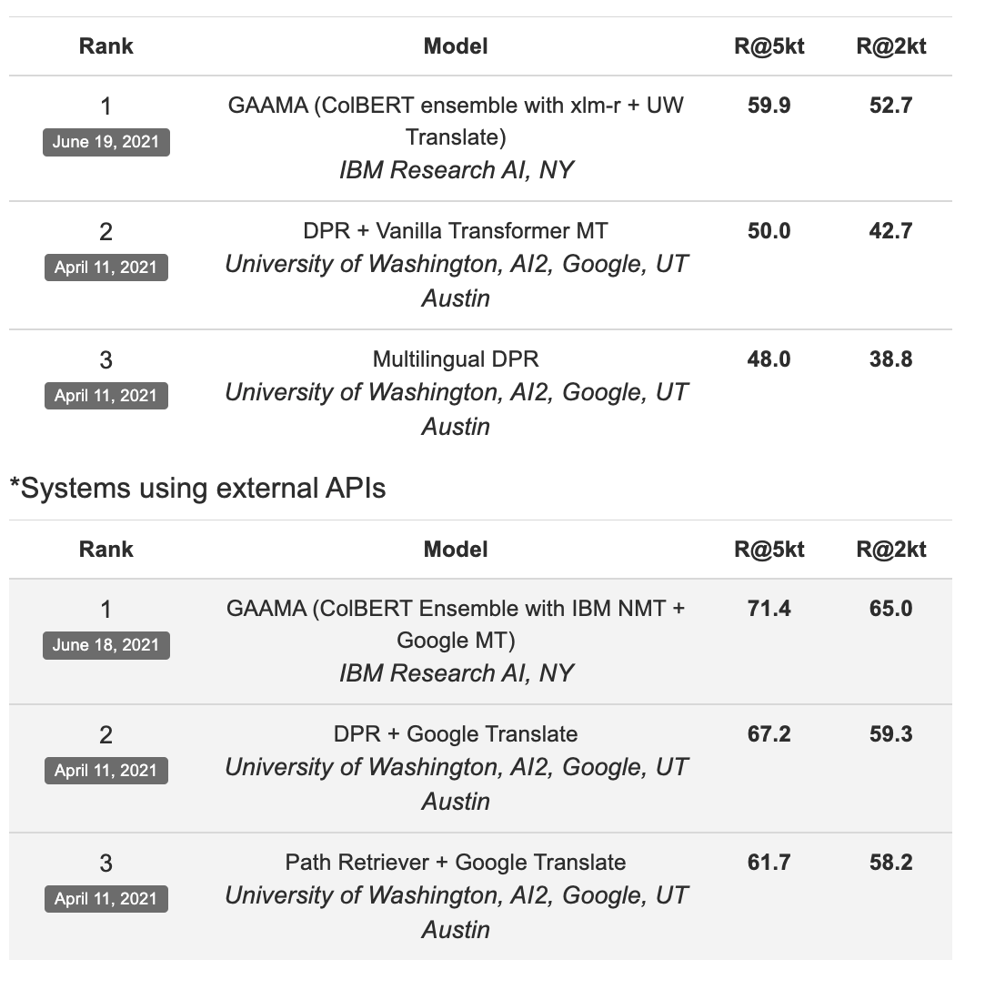 Rank Model R@5kt R@2kt
1 GAAMA (ColBERT ensemble with xlm-r + UW 59.9 52.7
June 19, 2021 Translate)
IBM Research AI, NY
2 DPR + Vanilla Transformer MT 50.0 42.7
April 11, 2021 University of Washington, AI2, Google, UT
Austin
3 Multilingual DPR 48.0 38.8
April 11, 2021 University of Washington, AI2, Google, UT
Austin
*Systems using external APIs
Rank Model R@5kt R@2kt
1 GAAMA (ColBERT Ensemble with IBM NMT + 71.4 65.0
June 18, 2021 Google MT)
IBM Research AI, NY
2 DPR + Google Translate 67.2 59.3
April 11, 2021 University of Washington, AI2, Google, UT
Austin
3 Path Retriever + Google Translate 61.7 58.2
April 11, 2021 University of Washington, AI2, Google, UT
Austin